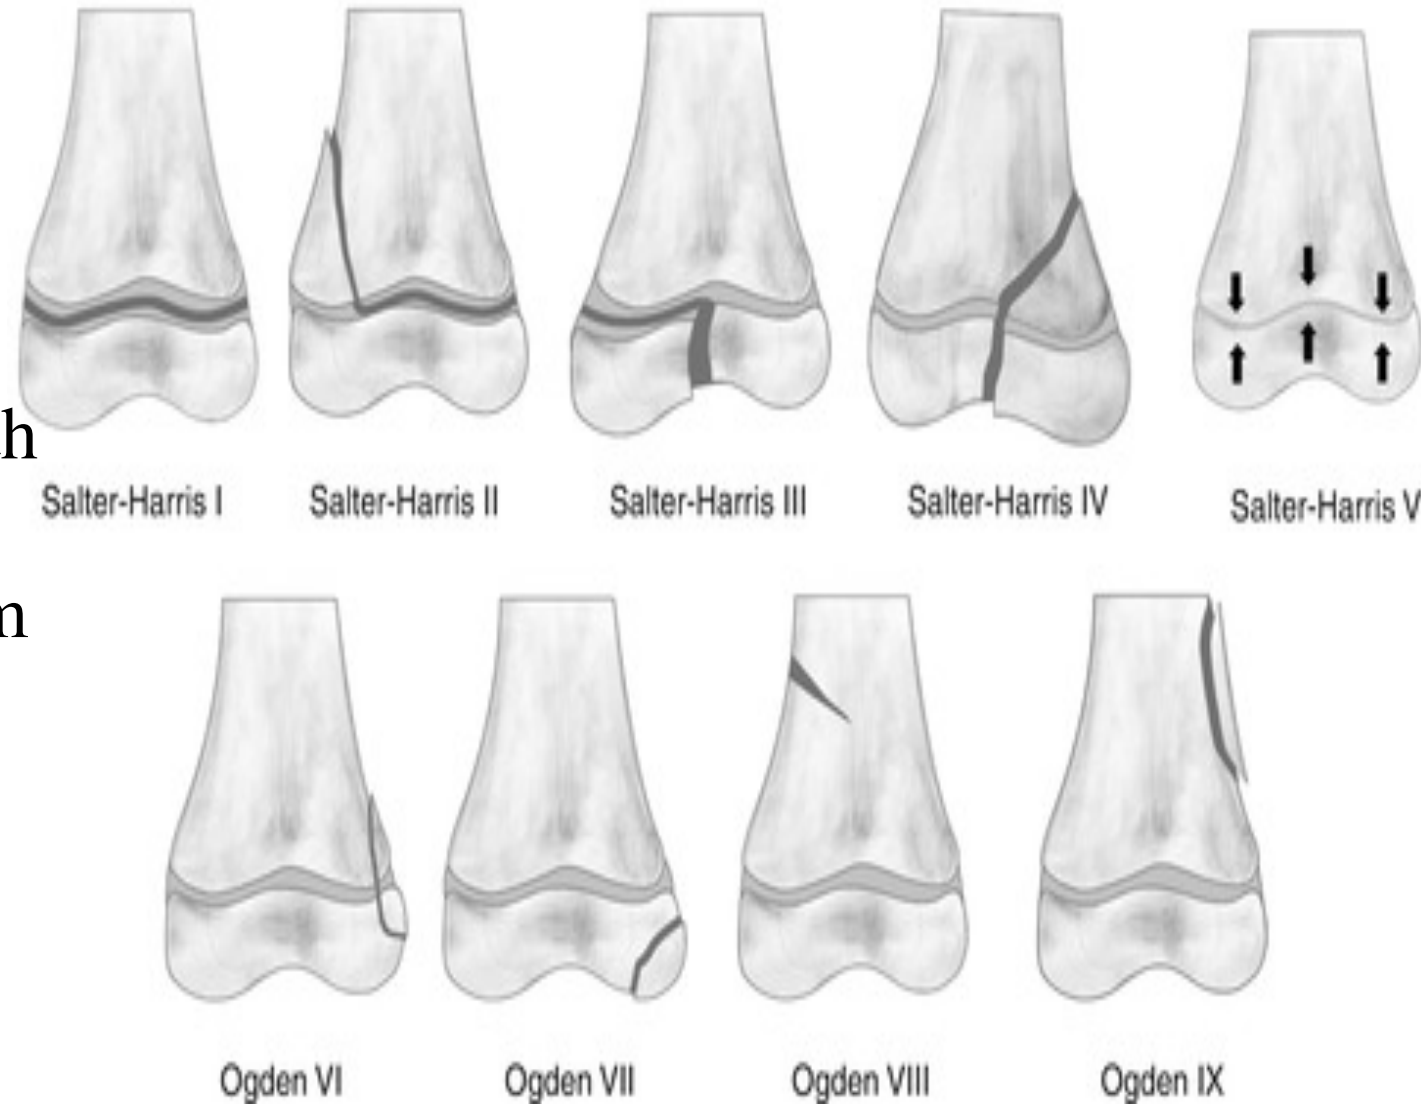 h
Salter-Harris I Salter-Harris II Salter-Harris III Salter-Harris IV Salter-Harris V
m
Ogden VI Ogden VII Ogden VIII Ogden IX